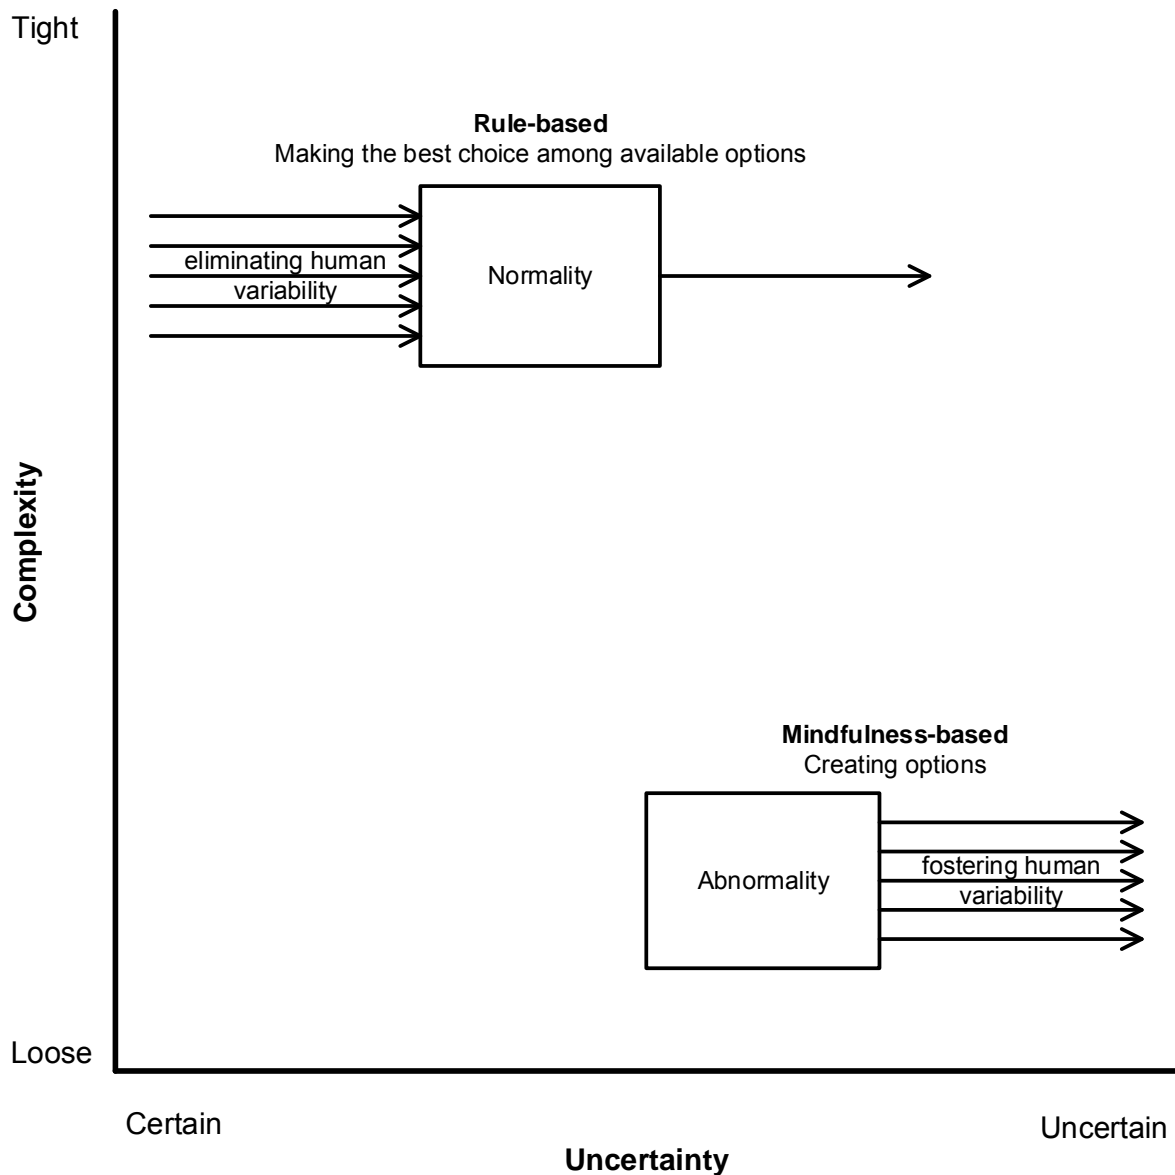 Tight
Rule-based
Making the best choice among available options
eliminating human
variability
Normality
Complexity
Mindfulness-based
Creating options
Abnormality
fostering human
variability
Loose
Certain
Uncertain
Uncertainty